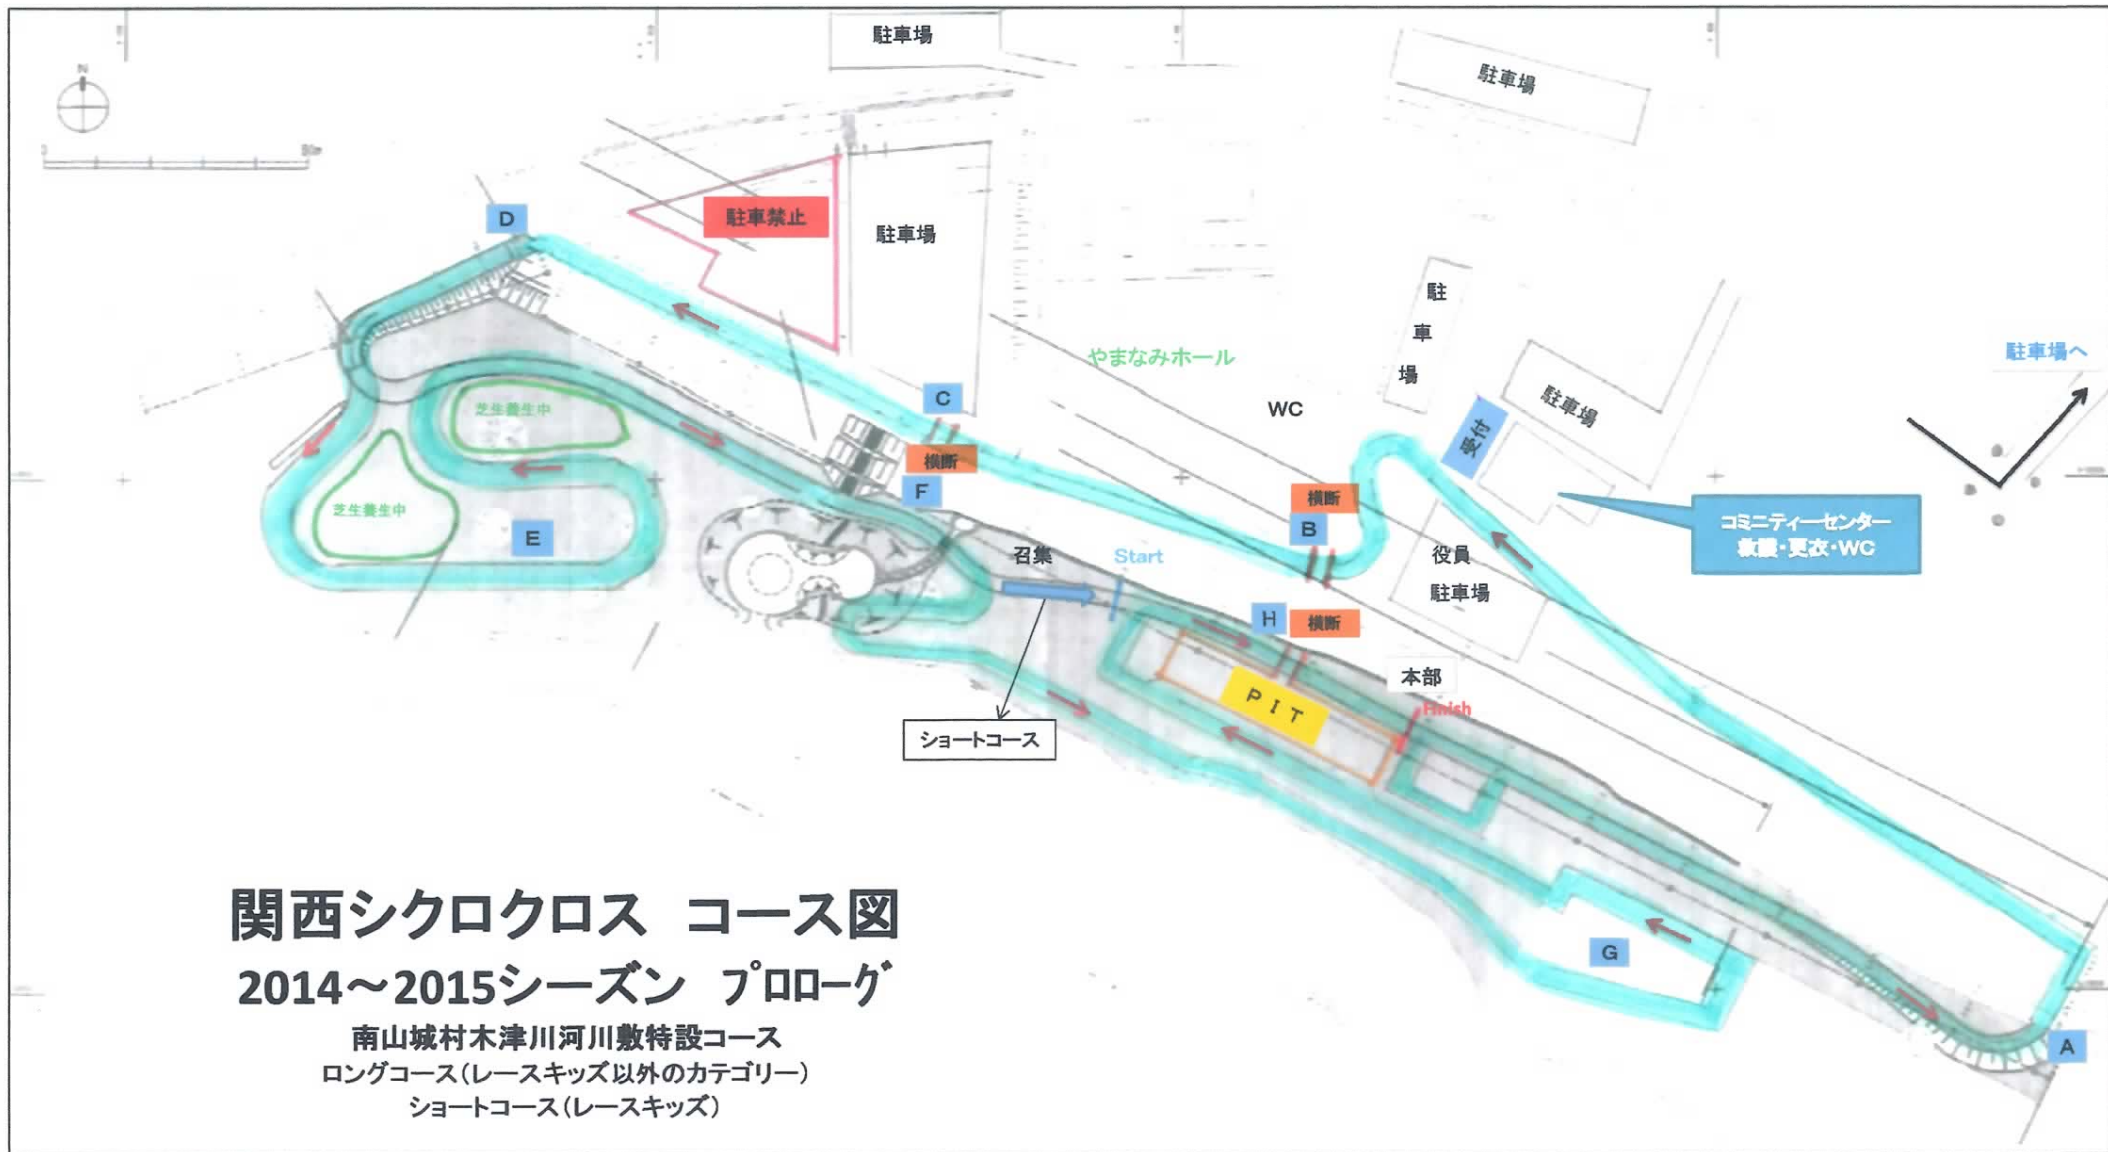 駐車場
駐車場
N
50m
D
駐車禁止
駐車場
駐
車
場
やまなみホール
駐車場へ
駐車場
C
WC
受付
芝生養生中
横断
F
横断
B
芝生養生中
E
コミニティーセンター
救護・更衣・WC
召集
Start
役員
駐車場
H
横断
本部
PIT
Finish
ショートコース
G
A
関西シクロクロス コース図
2014~2015シーズン プロローグ
南山城村木津川河川敷特設コース
ロングコース(レースキッズ以外のカテゴリー)
ショートコース(レースキッズ)